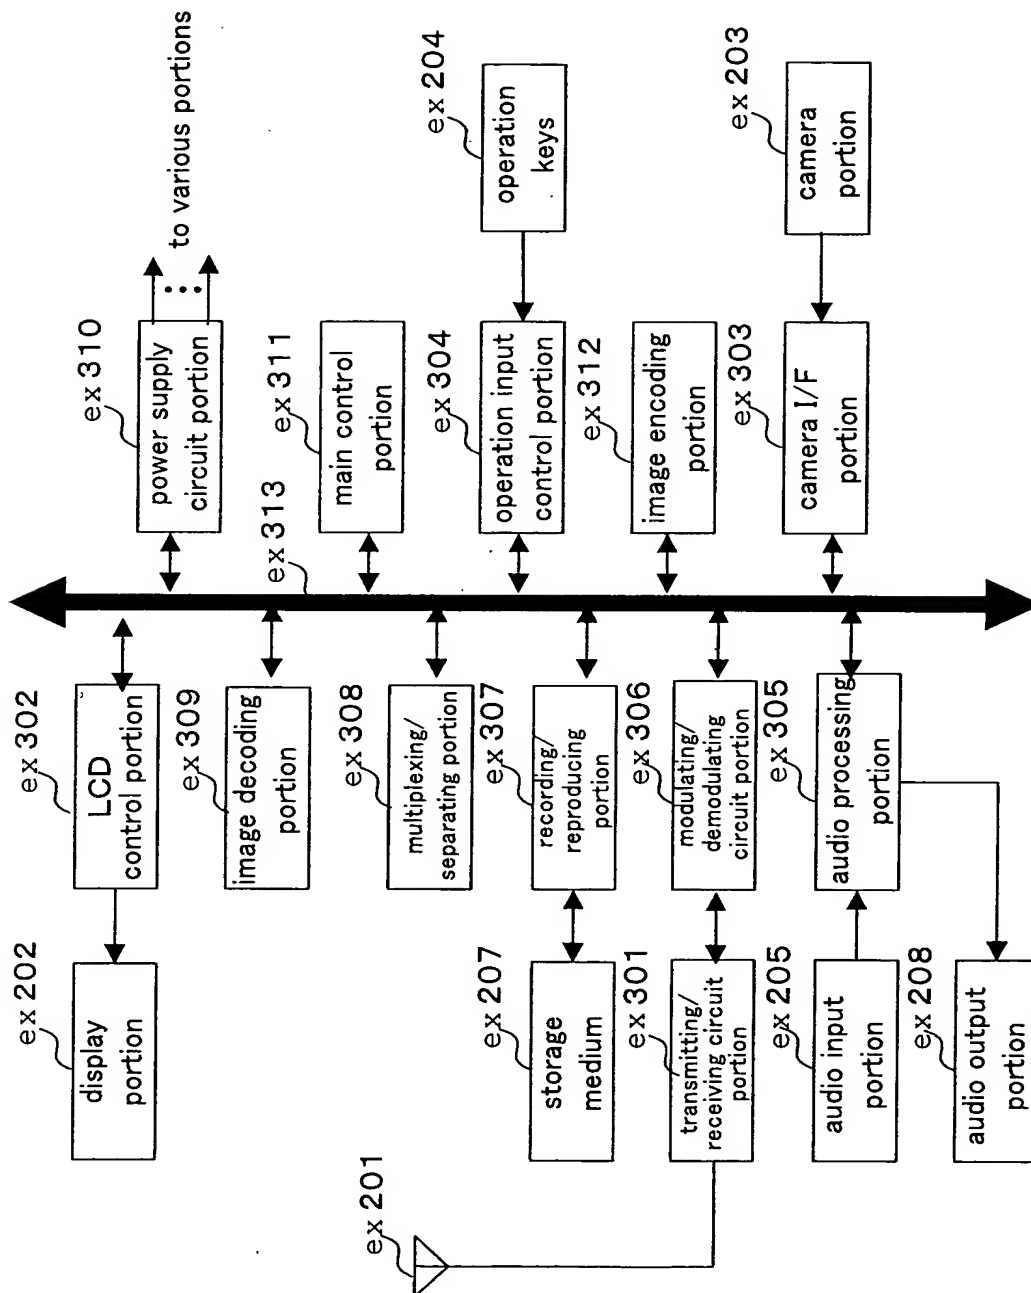 ex 202
display
portion
ex 302
LCD
control portion
ex 310
power supply
circuit portion
to various portions
ex 309
image decoding
portion
ex 313
ex 311
main control
portion
ex 308
multiplexing/
separating portion
ex 304
operation input
control portion
ex 204
operation
keys
ex 207
storage
medium
ex 307
recording/
reproducing
portion
ex 312
image encoding
portion
ex 201
ex 301
transmitting/
receiving circuit
portion
ex 306
modulating/
demodulating
circuit portion
ex 205
audio input
portion
ex 305
audio processing
portion
ex 303
camera I/F
portion
ex 203
camera
portion
ex 208
audio output
portion